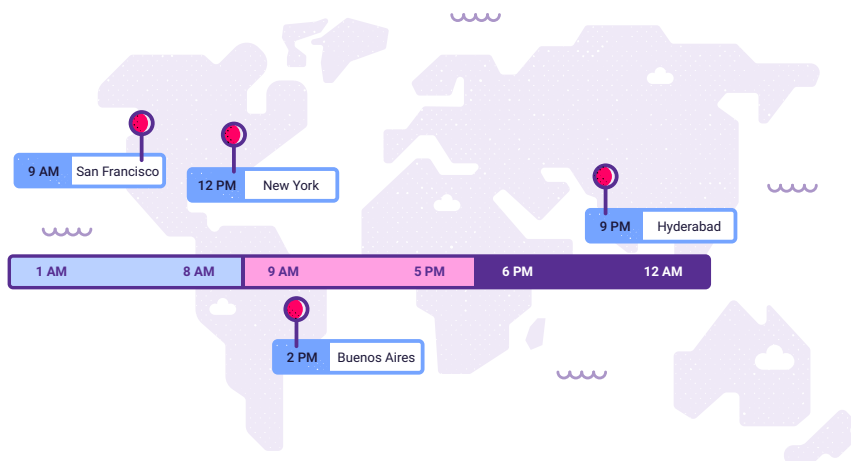 9 AM San Francisco
12 PM New York
9 PM Hyderabad
1 AM 8 AM 9 AM 5 PM 6 PM 12 AM
2 PM Buenos Aires